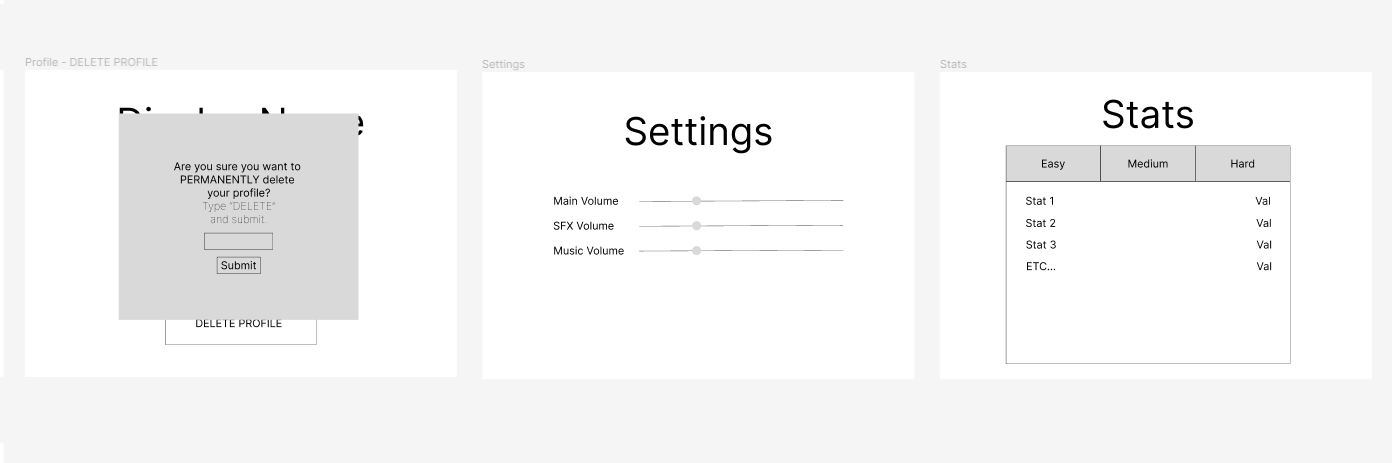 Profile - DELETE PROFILE
Are you sure you want to
PERMANENTLY delete
your profile?
Type "DELETE"
and submit.
Submit
DELETE PROFILE
Settings
Settings
Main Volume
SFX Volume
Music Volume
Stats
Stats
Easy Medium Hard
Stat 1 Val
Stat 2 Val
Stat 3 Val
ETC... Val